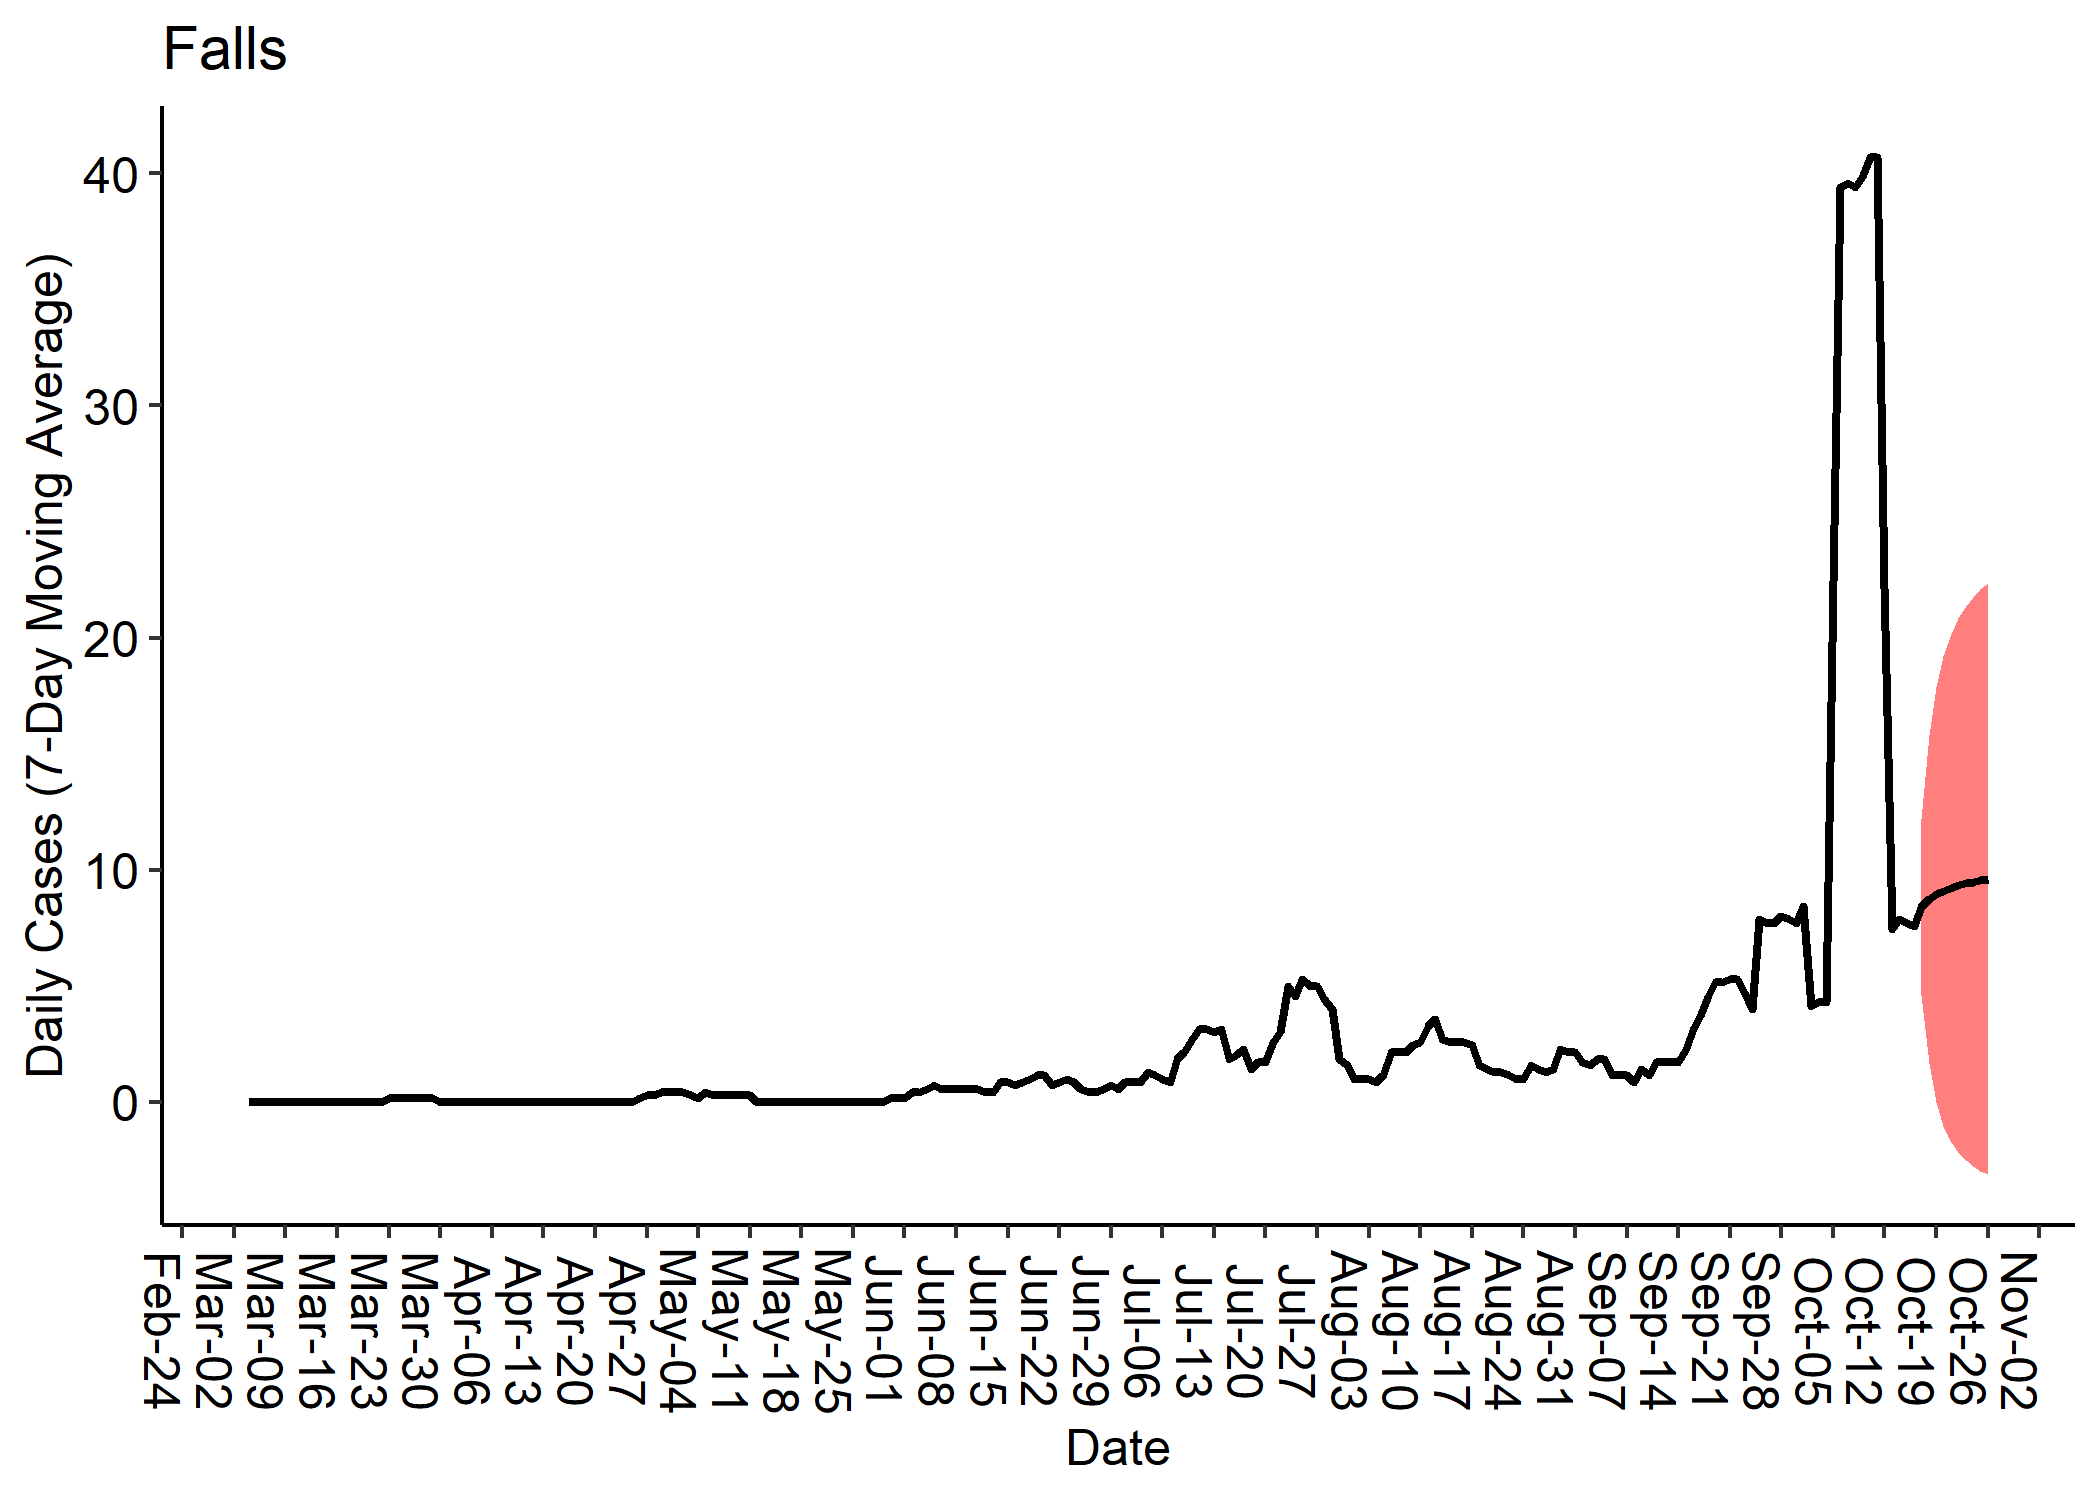 Falls
Daily Cases (7-Day Moving Average)
40
30
20
10
0
Feb-24
Mar-02
Mar-09
Mar-16
Mar-23
Mar-30
Apr-06
Apr-13
Apr-20
Apr-27
May-04
May-11
May-18
May-25
Jun-01
Jun-08
Jun-15
Jun-22
Jun-29
Jul-06
Jul-13
Jul-20
Jul-27
Aug-03
Aug-10
Aug-17
Aug-24
Aug-31
Sep-07
Sep-14
Sep-21
Sep-28
Oct-05
Oct-12
Oct-19
Oct-26
Nov-02
Date